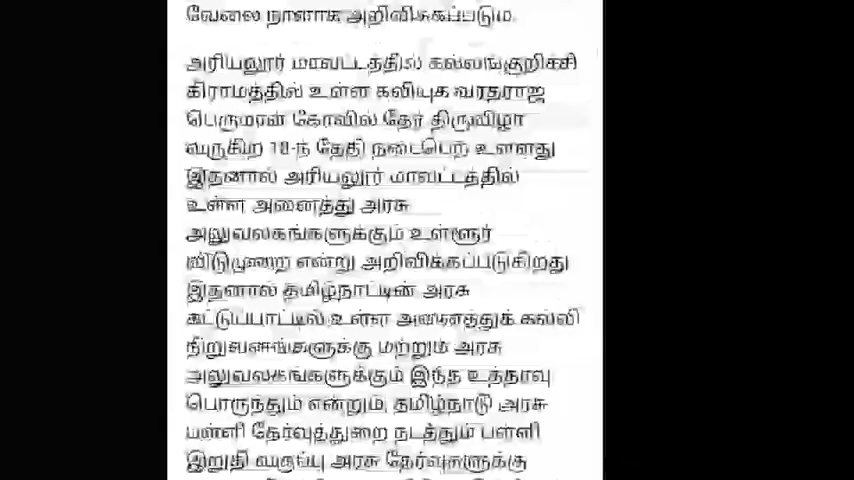 வேலை நாளாக அறிவிக்கப்படும்.
அரியலூர் மாவட்டத்தில் கல்லங்குறிச்சி
கிராமத்தில் உள்ள கலியுக வரதராஜ
பெருமாள் கோவில் தேர் திருவிழா
வருகிற 18-ந் தேதி நடைபெற உள்ளது
இதனால் அரியலூர் மாவட்டத்தில்
உள்ள அனைத்து அரசு
அலுவலகங்களுக்கும் உள்ளூர்
விடுமுறை என்று அறிவிக்கப்படுகிறது
இதனால் தமிழ்நாட்டின் அரசு
கட்டுப்பாட்டில் உள்ள அனைத்துக் கல்வி
நிறுவனங்களுக்கு மற்றும் அரசு
அலுவலகங்களுக்கும் இந்த உத்தரவு
பொருந்தும் என்றும், தமிழ்நாடு அரசு
பள்ளி தேர்வுத்துறை நடத்தும் பள்ளி
இறுதி வகுப்பு அரசு தேர்வுகளுக்கு